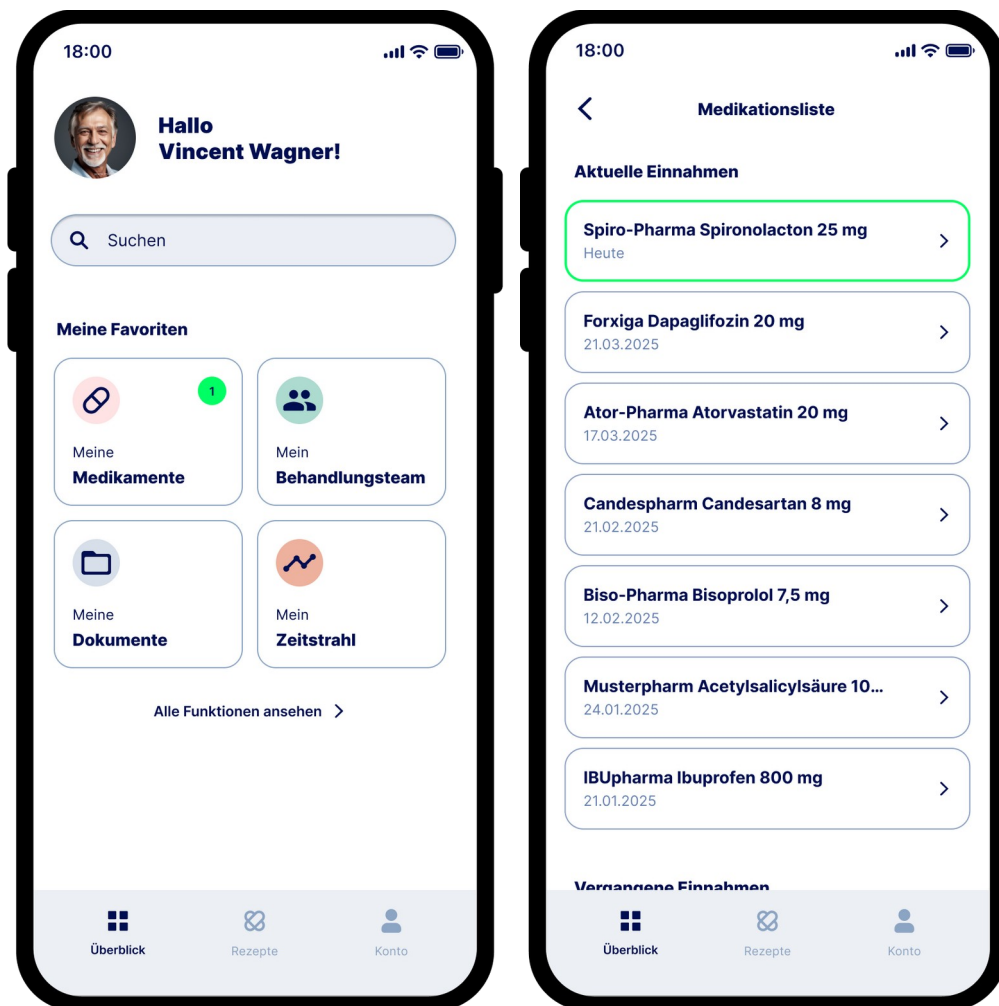 18:00
Hallo
Vincent Wagner!
Suchen
Meine Favoriten
1
Meine
Medikamente
Mein
Behandlungsteam
Meine
Dokumente
Mein
Zeitstrahl
Alle Funktionen ansehen
Überblick
Rezepte
Konto
18:00
Medikationsliste
Aktuelle Einnahmen
Spiro-Pharma Spironolacton 25 mg
Heute
Forxiga Dapaglifozin 20 mg
21.03.2025
Ator-Pharma Atorvastatin 20 mg
17.03.2025
Candespharm Candesartan 8 mg
21.02.2025
Biso-Pharma Bisoprolol 7,5 mg
12.02.2025
Musterpharm Acetylsalicylsäure 10...
24.01.2025
IBUpharma Ibuprofen 800 mg
21.01.2025
Vergangene Einnahmen
Überblick
Rezepte
Konto